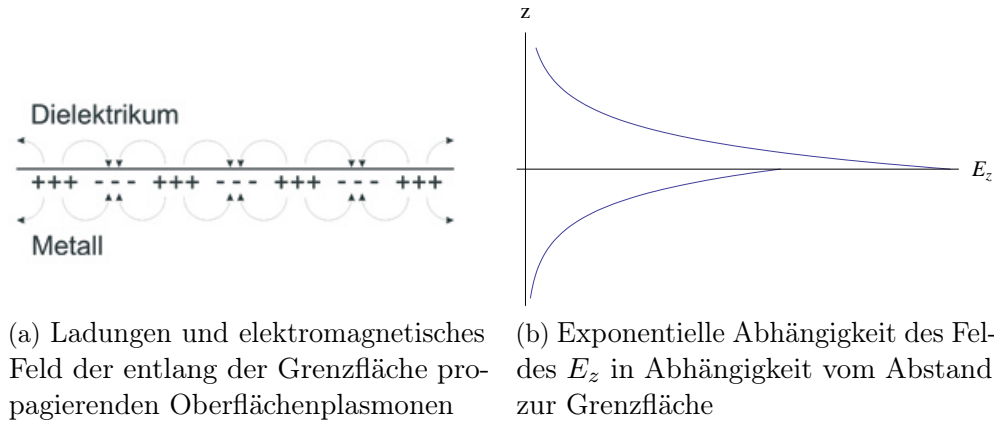 Dielektrikum
+++ --- +++ --- +++ --- +++
Metall
z
E_z
(a) Ladungen und elektromagnetisches
Feld der entlang der Grenzfläche pro-
pagierenden Oberflächenplasmonen
(b) Exponentielle Abhängigkeit des Fel-
des E_z in Abhängigkeit vom Abstand
zur Grenzfläche